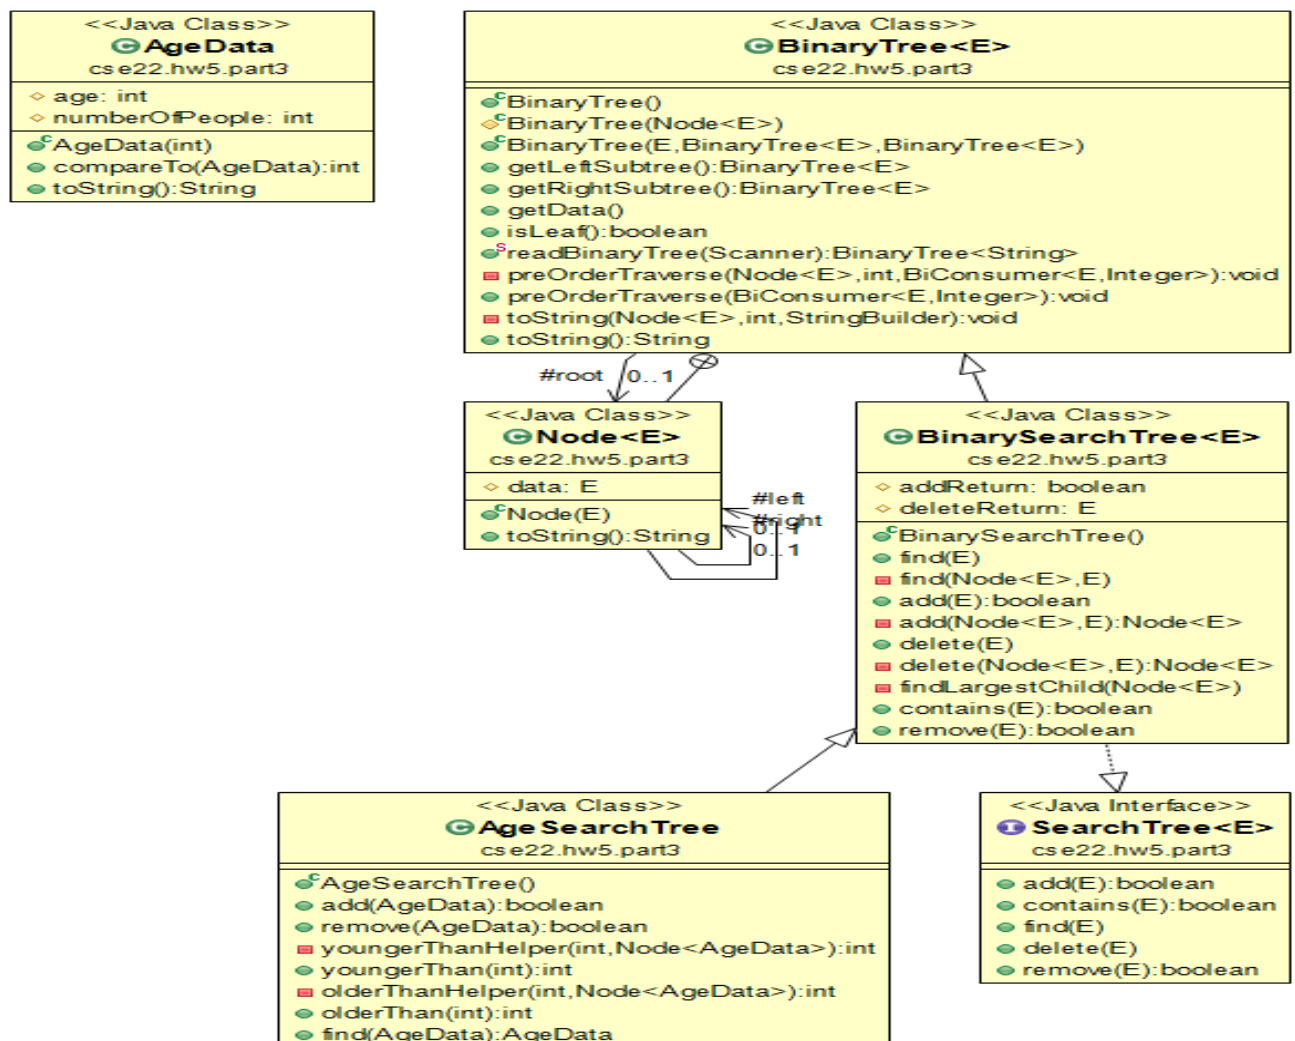 <<Java Class>>
AgeData
cse22.hw5.part3
age: int
numberOfPeople: int
AgeData(int)
compareTo(AgeData):int
toString():String
<<Java Class>>
BinaryTree<E>
cse22.hw5.part3
BinaryTree()
BinaryTree(Node<E>)
BinaryTree(E,BinaryTree<E>,BinaryTree<E>)
getLeftSubtree():BinaryTree<E>
getRightSubtree():BinaryTree<E>
getData()
isLeaf():boolean
readBinaryTree(Scanner):BinaryTree<String>
preOrderTraverse(Node<E>,int,BiConsumer<E,Integer>):void
preOrderTraverse(BiConsumer<E,Integer>):void
toString(Node<E>,int,StringBuilder):void
toString():String
#root 0..1
<<Java Class>>
Node<E>
cse22.hw5.part3
data: E
Node(E)
toString():String
#left
#right
0..1
0..1
<<Java Class>>
BinarySearchTree<E>
cse22.hw5.part3
addReturn: boolean
deleteReturn: E
BinarySearchTree()
find(E)
find(Node<E>,E)
add(E):boolean
add(Node<E>,E):Node<E>
delete(E)
delete(Node<E>,E):Node<E>
findLargestChild(Node<E>)
contains(E):boolean
remove(E):boolean
<<Java Class>>
AgeSearchTree
cse22.hw5.part3
AgeSearchTree()
add(AgeData):boolean
remove(AgeData):boolean
youngerThanHelper(int,Node<AgeData>):int
youngerThan(int):int
olderThanHelper(int,Node<AgeData>):int
olderThan(int):int
find(AgeData):AgeData
<<Java Interface>>
SearchTree<E>
cse22.hw5.part3
add(E):boolean
contains(E):boolean
find(E)
delete(E)
remove(E):boolean